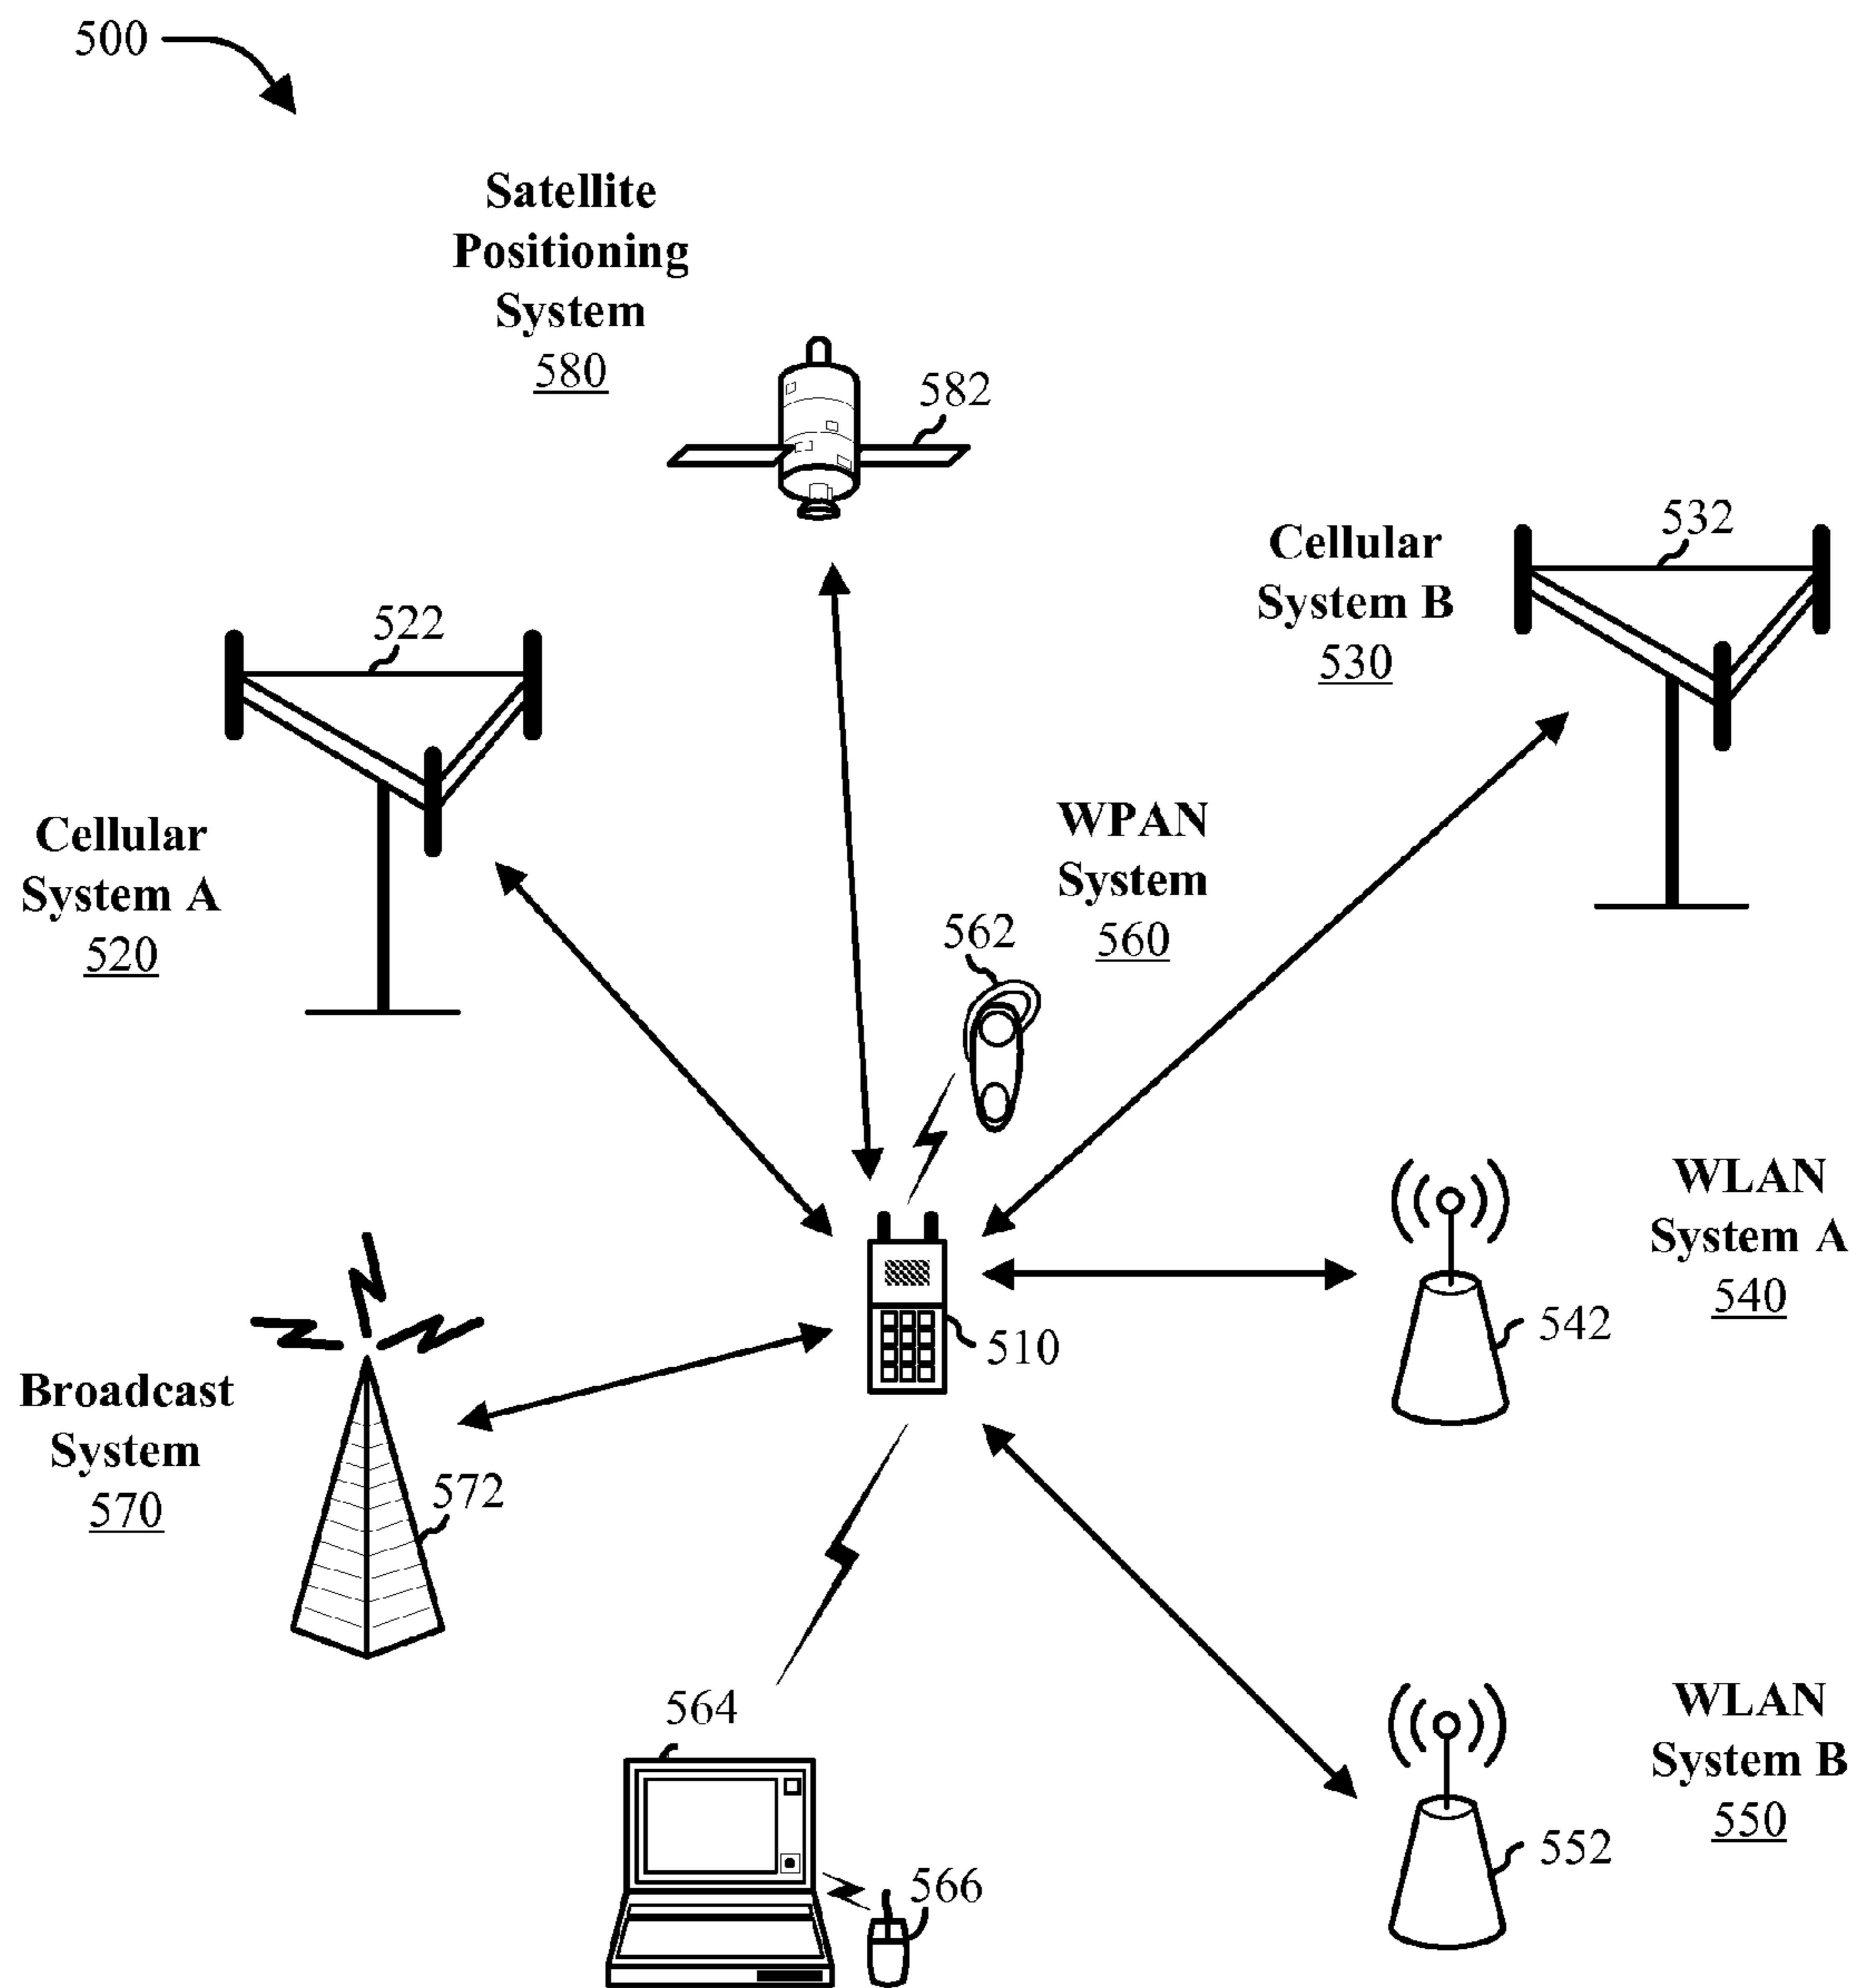 500
Satellite
Positioning
System
580
582
Cellular
System B
530
532
522
Cellular
System A
520
WPAN
System
560
562
WLAN
System A
540
542
510
Broadcast
System
570
572
WLAN
System B
550
552
564
566